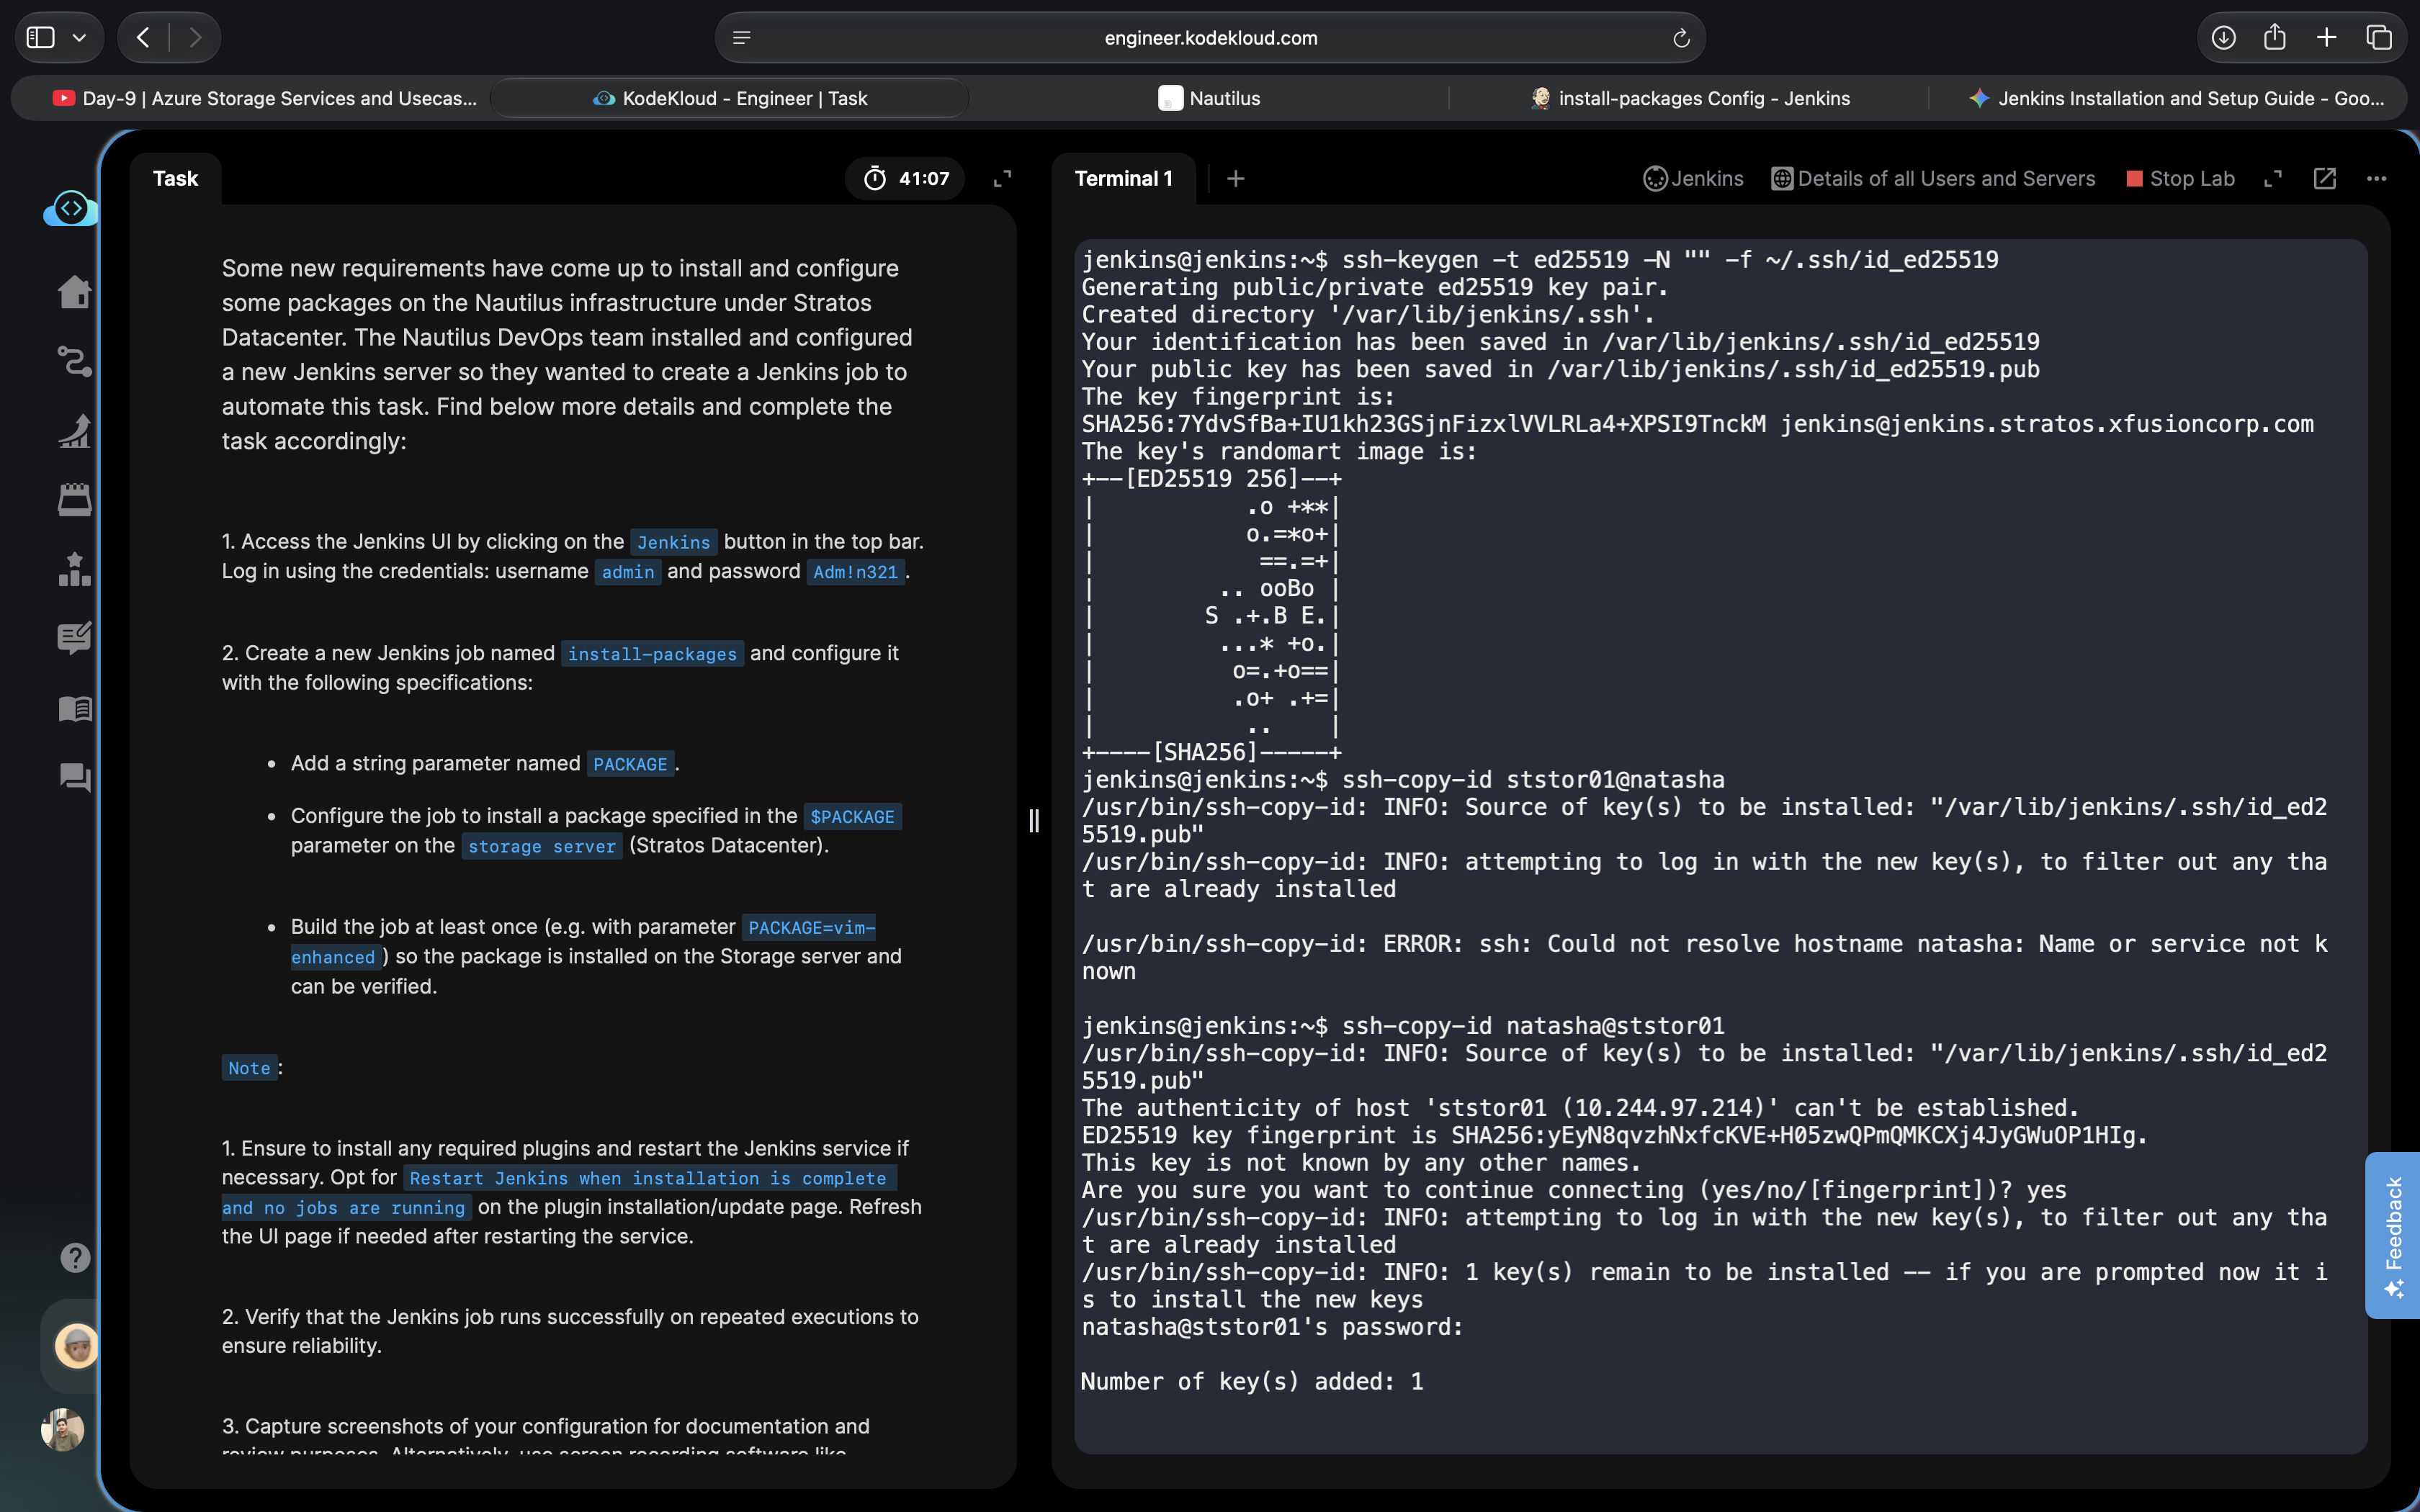 engineer.kodekloud.com
Day-9 | Azure Storage Services and Usecas...
KodeKloud - Engineer | Task
Nautilus
install-packages Config - Jenkins
Jenkins Installation and Setup Guide - Goo...
Task
41:07
Terminal 1
Jenkins
Details of all Users and Servers
Stop Lab
Some new requirements have come up to install and configure
some packages on the Nautilus infrastructure under Stratos
Datacenter. The Nautilus DevOps team installed and configured
a new Jenkins server so they wanted to create a Jenkins job to
automate this task. Find below more details and complete the
task accordingly:
1. Access the Jenkins UI by clicking on the Jenkins button in the top bar.
Log in using the credentials: username admin and password Adm!n321.
2. Create a new Jenkins job named install-packages and configure it
with the following specifications:
• Add a string parameter named PACKAGE.
• Configure the job to install a package specified in the $PACKAGE
parameter on the storage server (Stratos Datacenter).
• Build the job at least once (e.g. with parameter PACKAGE=vim-
enhanced) so the package is installed on the Storage server and
can be verified.
Note:
1. Ensure to install any required plugins and restart the Jenkins service if
necessary. Opt for Restart Jenkins when installation is complete
and no jobs are running on the plugin installation/update page. Refresh
the UI page if needed after restarting the service.
2. Verify that the Jenkins job runs successfully on repeated executions to
ensure reliability.
3. Capture screenshots of your configuration for documentation and
review purposes. Alternatively, use screen recording software like
jenkins@jenkins:~$ ssh-keygen -t ed25519 -N "" -f ~/.ssh/id_ed25519
Generating public/private ed25519 key pair.
Created directory '/var/lib/jenkins/.ssh'.
Your identification has been saved in /var/lib/jenkins/.ssh/id_ed25519
Your public key has been saved in /var/lib/jenkins/.ssh/id_ed25519.pub
The key fingerprint is:
SHA256:7YdvSfBa+IU1kh23GSjnFizxlVVLRLa4+XPSI9TnckM jenkins@jenkins.stratos.xfusioncorp.com
The key's randomart image is:
+--[ED25519 256]--+
|           .o +**|
|           o.=*o+|
|            ==.=+|
|         .. ooBo |
|        S .+.B E.|
|         ...* +o.|
|          o=.+o==|
|          .o+ .+=|
|           ..    |
+----[SHA256]-----+
jenkins@jenkins:~$ ssh-copy-id ststor01@natasha
/usr/bin/ssh-copy-id: INFO: Source of key(s) to be installed: "/var/lib/jenkins/.ssh/id_ed2
5519.pub"
/usr/bin/ssh-copy-id: INFO: attempting to log in with the new key(s), to filter out any tha
t are already installed
/usr/bin/ssh-copy-id: ERROR: ssh: Could not resolve hostname natasha: Name or service not k
nown
jenkins@jenkins:~$ ssh-copy-id natasha@ststor01
/usr/bin/ssh-copy-id: INFO: Source of key(s) to be installed: "/var/lib/jenkins/.ssh/id_ed2
5519.pub"
The authenticity of host 'ststor01 (10.244.97.214)' can't be established.
ED25519 key fingerprint is SHA256:yEyN8qvzhNxfcKVE+H05zwQPmQMKCXj4JyGWuOP1HIg.
This key is not known by any other names.
Are you sure you want to continue connecting (yes/no/[fingerprint])? yes
/usr/bin/ssh-copy-id: INFO: attempting to log in with the new key(s), to filter out any tha
t are already installed
/usr/bin/ssh-copy-id: INFO: 1 key(s) remain to be installed -- if you are prompted now it i
s to install the new keys
natasha@ststor01's password:
Number of key(s) added: 1
Feedback